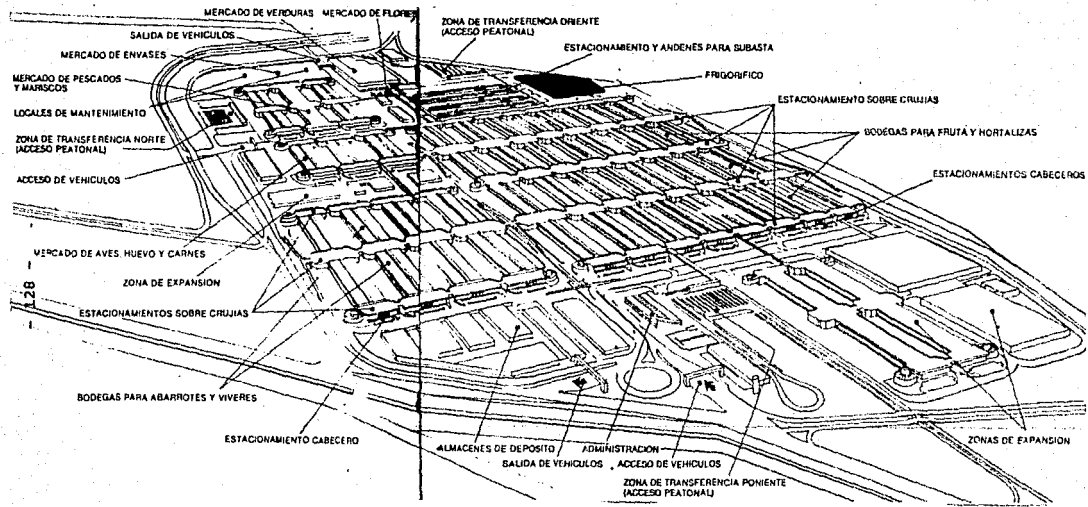 MERCADO DE VERDURAS MERCADO DE FLORES
ZONA DE TRANSFERENCIA ORIENTE
(ACCESO PEATONAL)
SALIDA DE VEHICULOS
ESTACIONAMIENTO Y ANDENES PARA SUBASTA
MERCADO DE ENVASES
FRIGORIFICO
MERCADO DE PESCADOS
Y MARISCOS
ESTACIONAMIENTO SOBRE CRUJIAS
LOCALES DE MANTENIMIENTO
BODEGAS PARA FRUTA Y HORTALIZAS
ZONA DE TRANSFERENCIA NORTE
(ACCESO PEATONAL)
ACCESO DE VEHICULOS
ESTACIONAMIENTOS CABECEROS
MERCADO DE AVES, HUEVO Y CARNES
ZONA DE EXPANSION
128
ESTACIONAMIENTOS SOBRE CRUJIAS
BODEGAS PARA ABARROTES Y VIVERES
ESTACIONAMIENTO CABECERO
ALMACENES DE DEPOSITO
ADMINISTRACION
SALIDA DE VEHICULOS
ACCESO DE VEHICULOS
ZONAS DE EXPANSION
ZONA DE TRANSFERENCIA PONIENTE
(ACCESO PEATONAL)